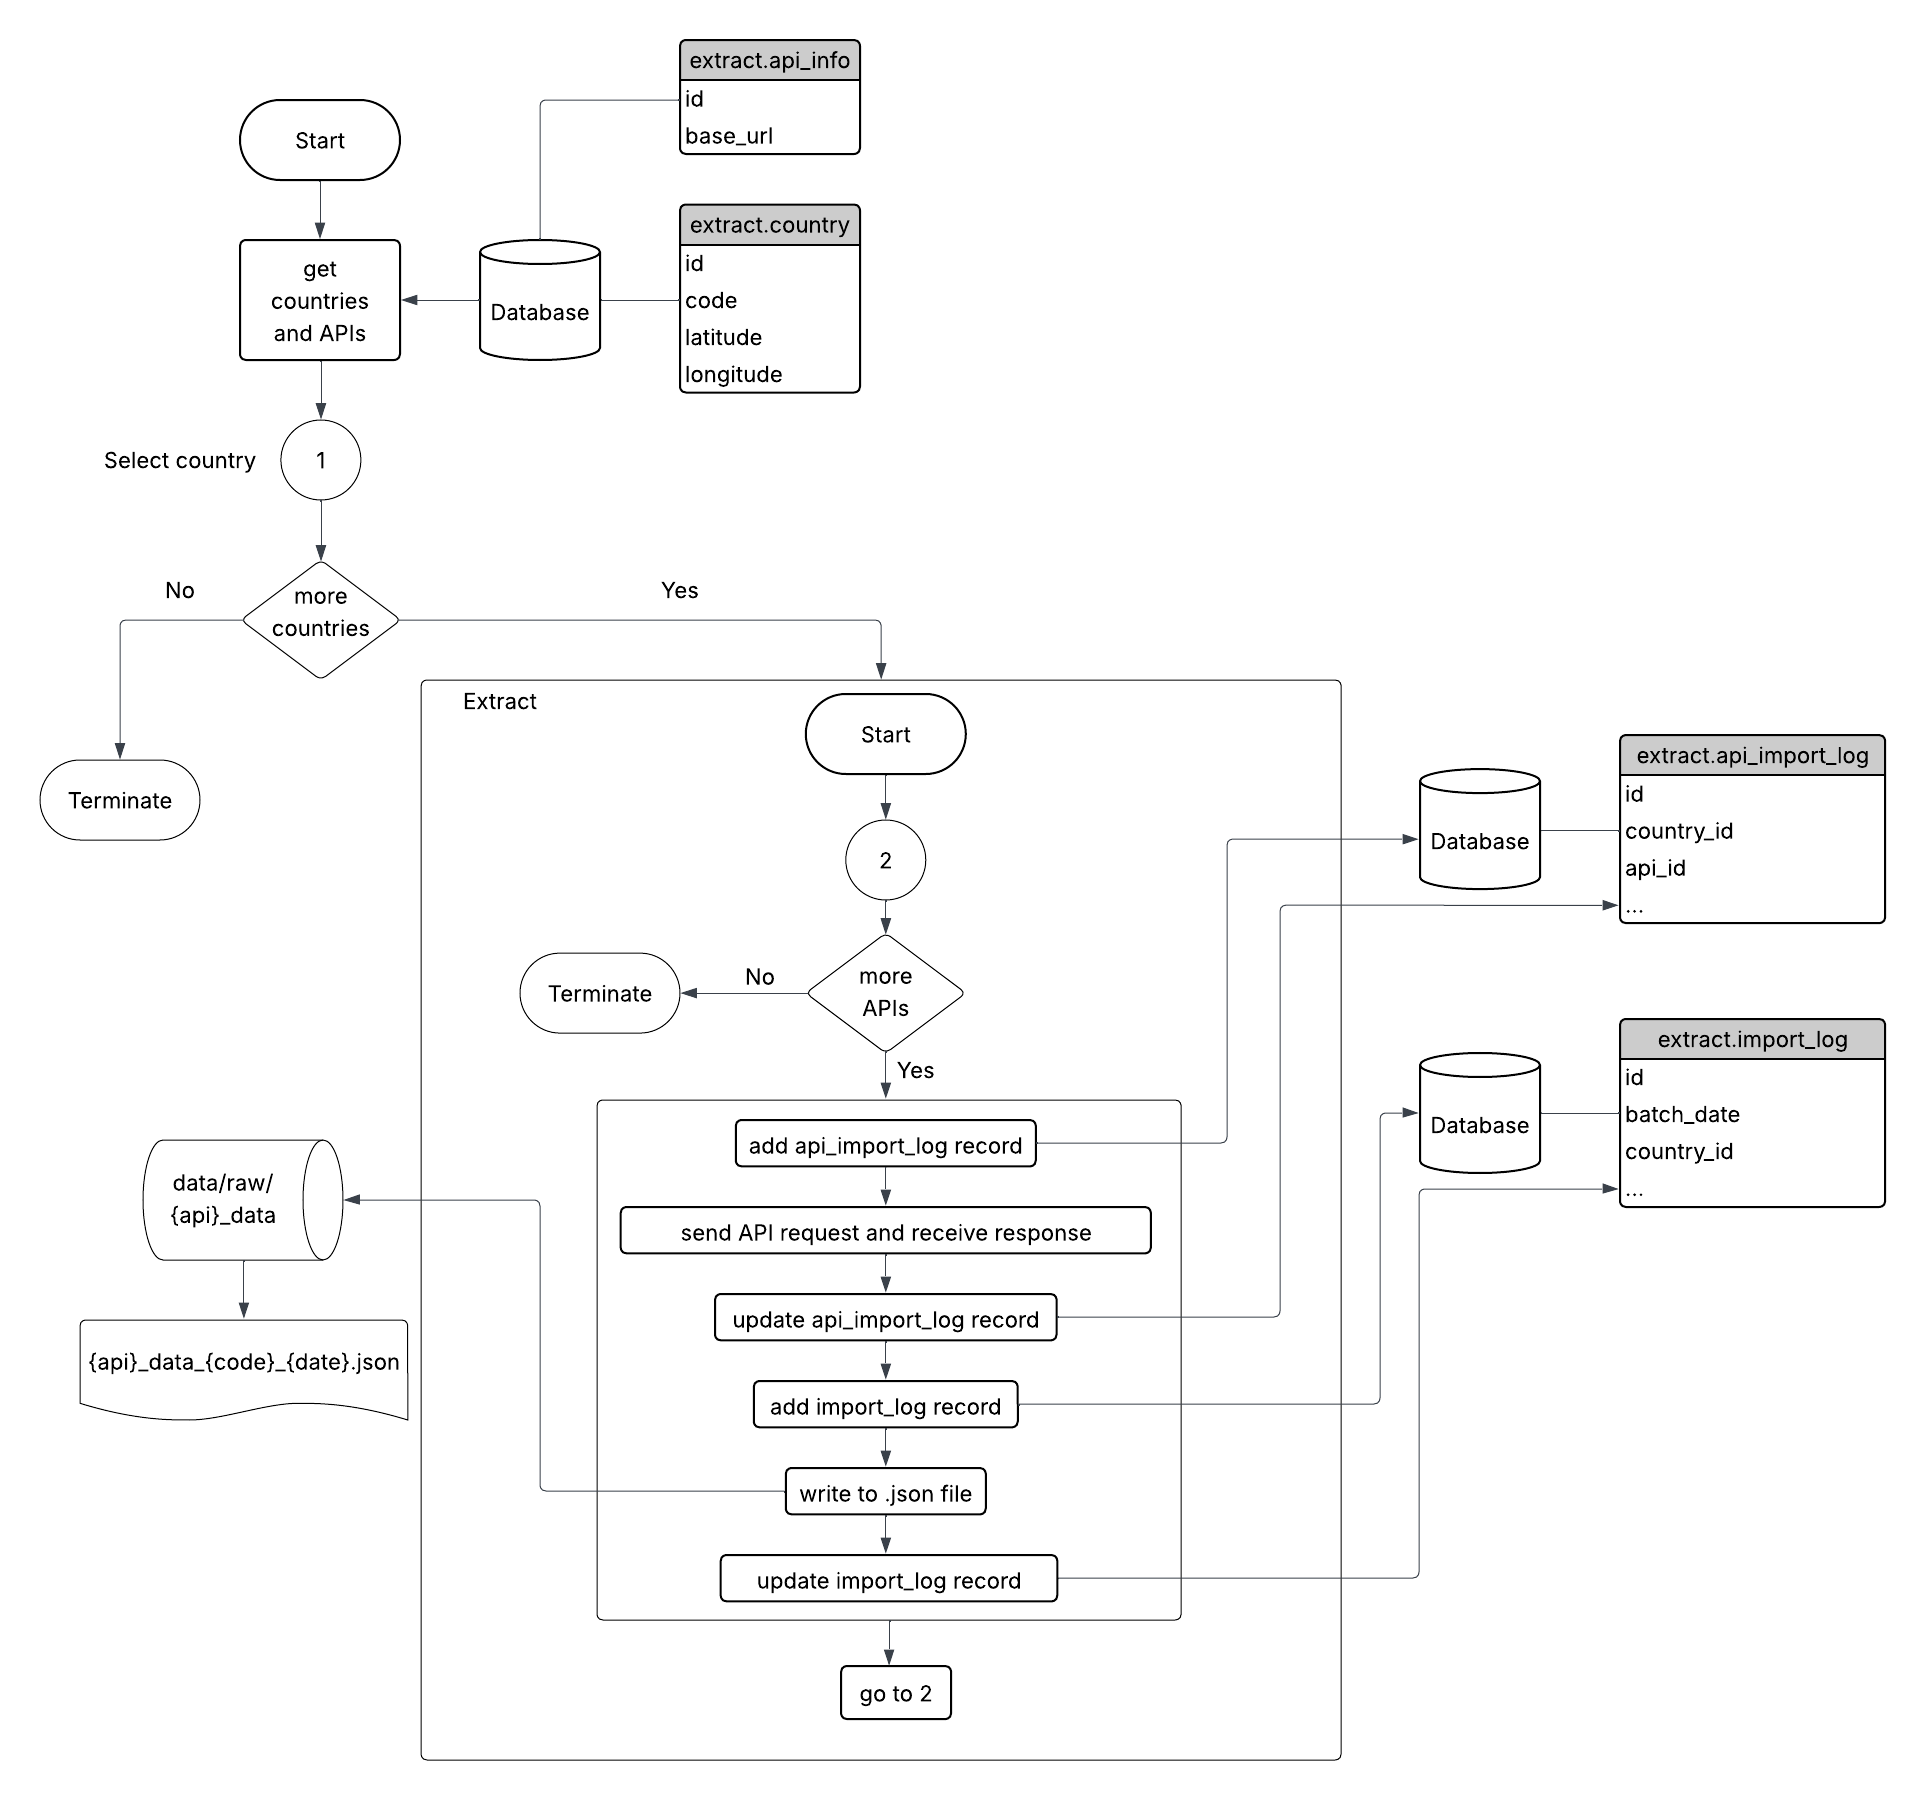 extract.api_info
id
base_url
Start
extract.country
id
code
latitude
longitude
get
countries
and APIs
Database
Select country
1
No
more
countries
Yes
Terminate
Extract
Start
2
more
APIs
No
Terminate
Yes
Database
extract.api_import_log
id
country_id
api_id
...
Database
extract.import_log
id
batch_date
country_id
...
add api_import_log record
send API request and receive response
update api_import_log record
add import_log record
write to .json file
update import_log record
go to 2
data/raw/
{api}_data
{api}_data_{code}_{date}.json